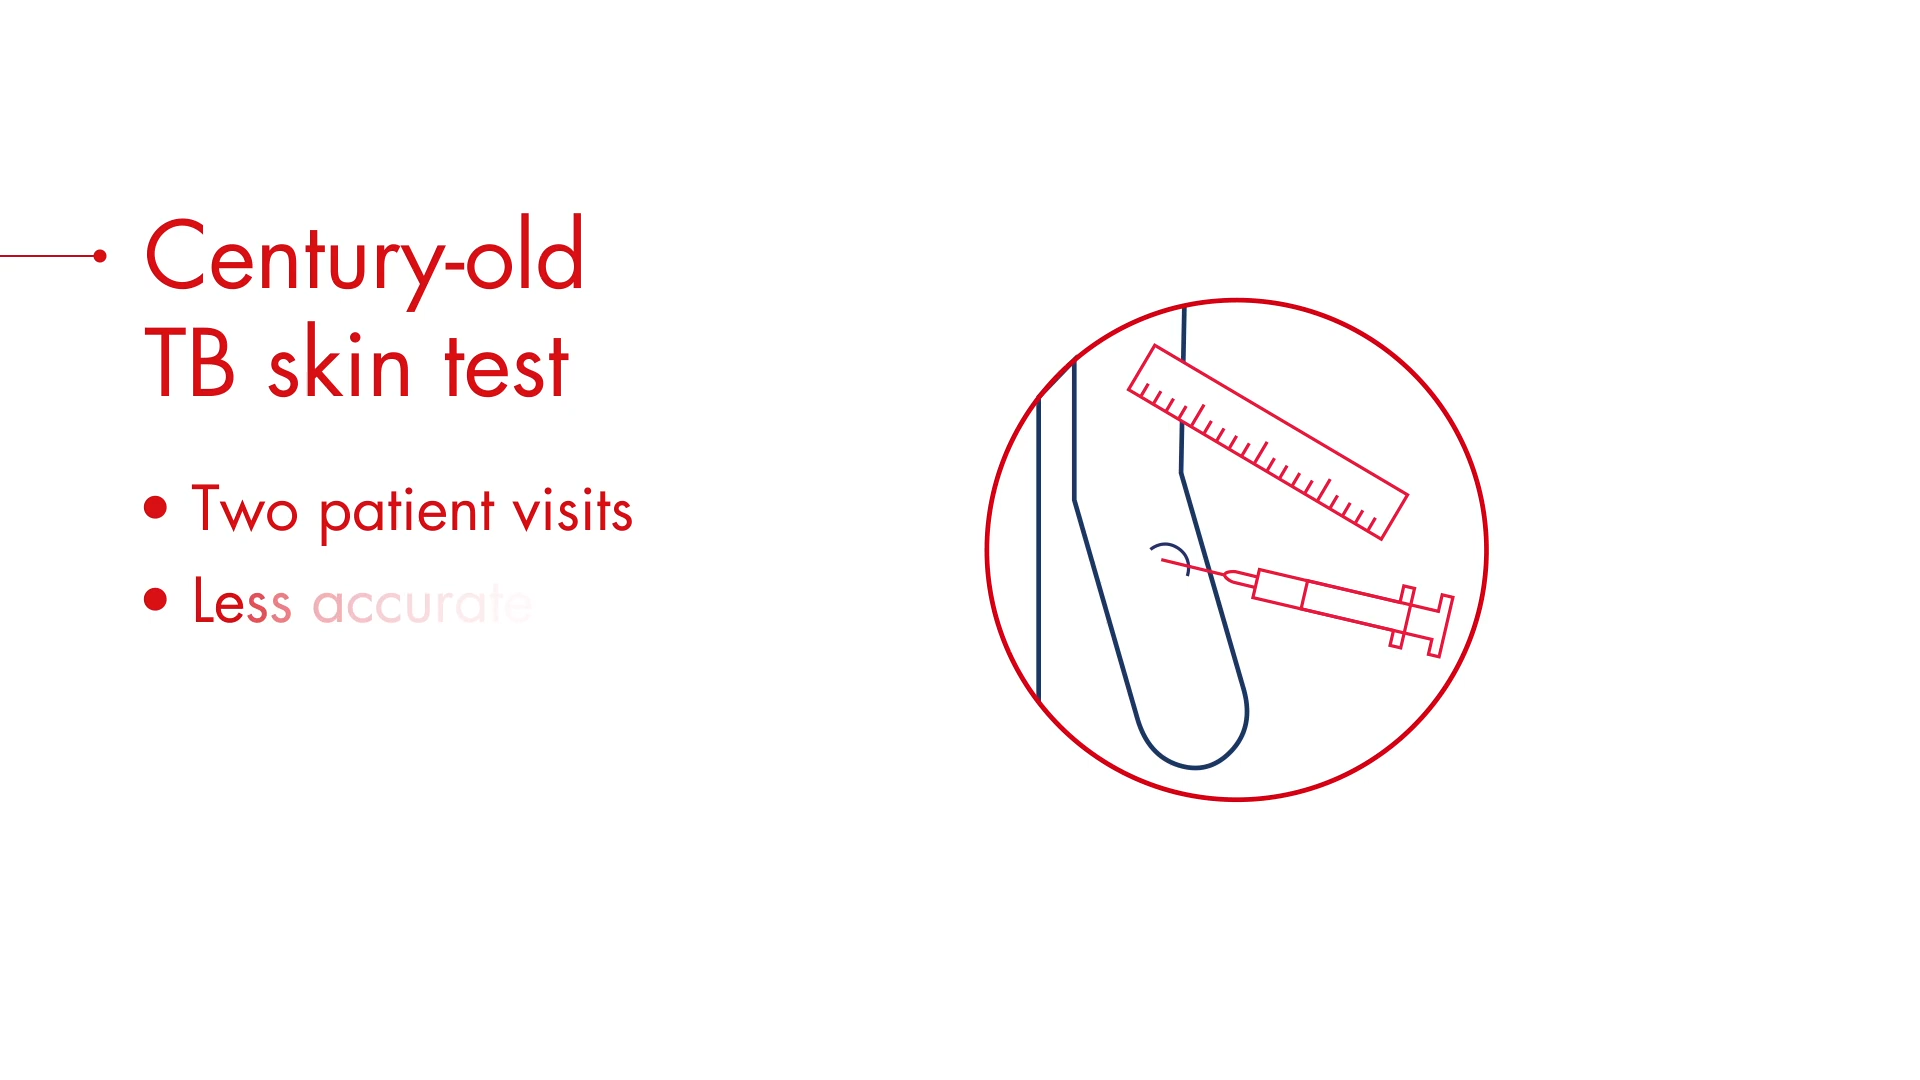 Century-old
TB skin test
• Two patient visits
• Less accurate